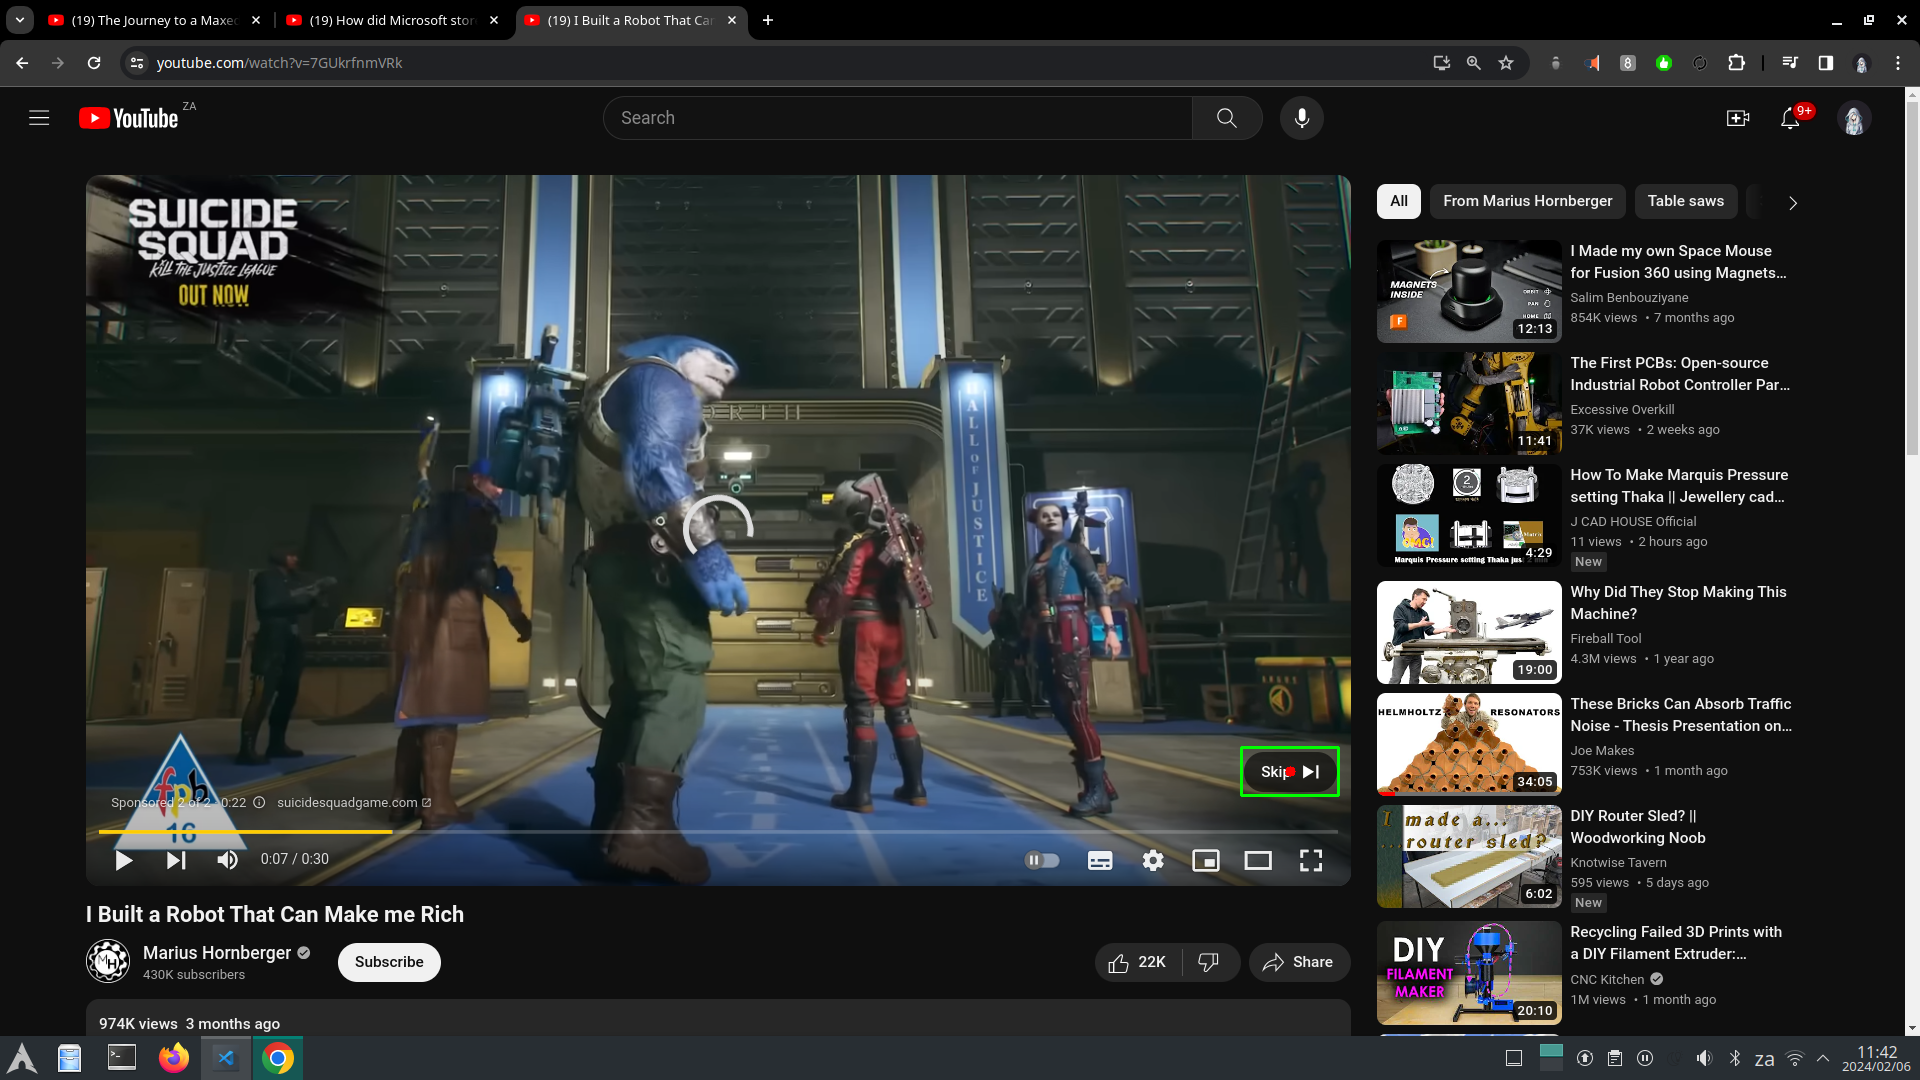 (19) The Journey to a Maxed
(19) How did Microsoft stor
(19) I Built a Robot That Can
youtube.com/watch?v=7GUkrfnmVRk
8
YouTube ZA
Search
9+
SUICIDE
SQUAD
KILL THE JUSTICE LEAGUE
OUT NOW
HALL OF JUSTICE
Skip
Sponsored 2 of 2 · 0:22
suicidesquadgame.com
fpb
16
0:07 / 0:30
I Built a Robot That Can Make me Rich
Marius Hornberger
430K subscribers
Subscribe
22K
Share
974K views 3 months ago
All
From Marius Hornberger
Table saws
MAGNETS
INSIDE
ORBIT
PAN
HOME
F
12:13
I Made my own Space Mouse
for Fusion 360 using Magnets...
Salim Benbouziyane
854K views • 7 months ago
11:41
The First PCBs: Open-source
Industrial Robot Controller Par...
Excessive Overkill
37K views • 2 weeks ago
2
OMG!
4:29
Marquis Pressure setting Thaka jus
How To Make Marquis Pressure
setting Thaka || Jewellery cad...
J CAD HOUSE Official
11 views • 2 hours ago
New
19:00
Why Did They Stop Making This
Machine?
Fireball Tool
4.3M views • 1 year ago
HELMHOLTZ RESONATORS
34:05
These Bricks Can Absorb Traffic
Noise - Thesis Presentation on...
Joe Makes
753K views • 1 month ago
I made a...
...router sled?
6:02
DIY Router Sled? ||
Woodworking Noob
Knotwise Tavern
595 views • 5 days ago
New
DIY
FILAMENT
MAKER
20:10
Recycling Failed 3D Prints with
a DIY Filament Extruder:...
CNC Kitchen
1M views • 1 month ago
za
11:42
2024/02/06